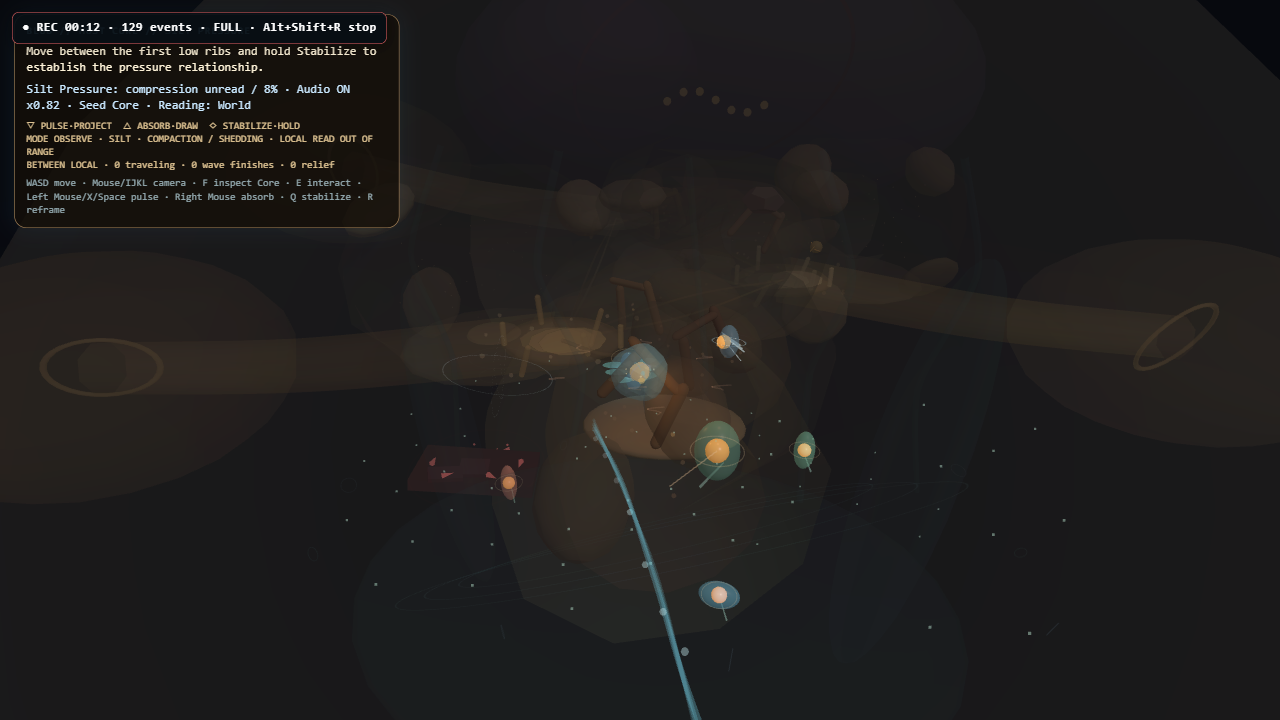 ● REC 00:12 · 129 events · FULL · Alt+Shift+R stop
Move between the first low ribs and hold Stabilize to
establish the pressure relationship.
Silt Pressure: compression unread / 8% · Audio ON
x0.82 · Seed Core · Reading: World
▽ PULSE·PROJECT △ ABSORB·DRAW ◇ STABILIZE·HOLD
MODE OBSERVE · SILT · COMPACTION / SHEDDING · LOCAL READ OUT OF
RANGE
BETWEEN LOCAL · 0 traveling · 0 wave finishes · 0 relief
WASD move · Mouse/IJKL camera · F inspect Core · E interact ·
Left Mouse/X/Space pulse · Right Mouse absorb · Q stabilize · R
reframe